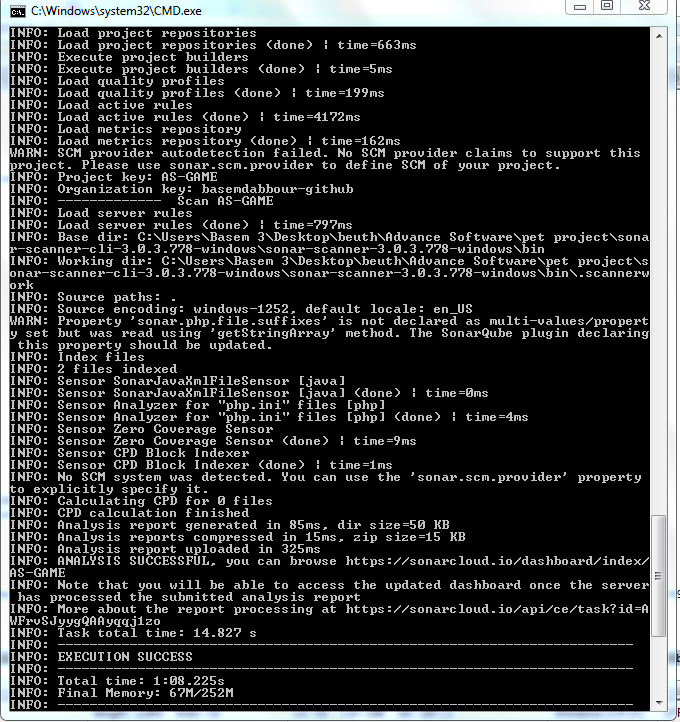 C:\Windows\system32\CMD.exe
INFO: Load project repositories
INFO: Load project repositories (done) | time=663ms
INFO: Execute project builders
INFO: Execute project builders (done) | time=5ms
INFO: Load quality profiles
INFO: Load quality profiles (done) | time=199ms
INFO: Load active rules
INFO: Load active rules (done) | time=4172ms
INFO: Load metrics repository
INFO: Load metrics repository (done) | time=162ms
WARN: SCM provider autodetection failed. No SCM provider claims to support this
project. Please use sonar.scm.provider to define SCM of your project.
INFO: Project key: AS-GAME
INFO: Organization key: basemdabbour-github
INFO: -------------  Scan AS-GAME
INFO: Load server rules
INFO: Load server rules (done) | time=797ms
INFO: Base dir: C:\Users\Basem 3\Desktop\beuth\Advance Software\pet project\sona
r-scanner-cli-3.0.3.778-windows\sonar-scanner-3.0.3.778-windows\bin
INFO: Working dir: C:\Users\Basem 3\Desktop\beuth\Advance Software\pet project\s
onar-scanner-cli-3.0.3.778-windows\sonar-scanner-3.0.3.778-windows\bin\.scannerw
ork
INFO: Source paths: .
INFO: Source encoding: windows-1252, default locale: en_US
WARN: Property 'sonar.php.file.suffixes' is not declared as multi-values/propert
y set but was read using 'getStringArray' method. The SonarQube plugin declaring
 this property should be updated.
INFO: Index files
INFO: 2 files indexed
INFO: Sensor SonarJavaXmlFileSensor [java]
INFO: Sensor SonarJavaXmlFileSensor [java] (done) | time=0ms
INFO: Sensor Analyzer for "php.ini" files [php]
INFO: Sensor Analyzer for "php.ini" files [php] (done) | time=4ms
INFO: Sensor Zero Coverage Sensor
INFO: Sensor Zero Coverage Sensor (done) | time=9ms
INFO: Sensor CPD Block Indexer
INFO: Sensor CPD Block Indexer (done) | time=1ms
INFO: No SCM system was detected. You can use the 'sonar.scm.provider' property
to explicitly specify it.
INFO: Calculating CPD for 0 files
INFO: CPD calculation finished
INFO: Analysis report generated in 85ms, dir size=50 KB
INFO: Analysis reports compressed in 15ms, zip size=15 KB
INFO: Analysis report uploaded in 325ms
INFO: ANALYSIS SUCCESSFUL, you can browse https://sonarcloud.io/dashboard/index/
AS-GAME
INFO: Note that you will be able to access the updated dashboard once the server
 has processed the submitted analysis report
INFO: More about the report processing at https://sonarcloud.io/api/ce/task?id=A
WFrvSJyygQAAyqqj1zo
INFO: Task total time: 14.827 s
INFO: ------------------------------------------------------------------------
INFO: EXECUTION SUCCESS
INFO: ------------------------------------------------------------------------
INFO: Total time: 1:08.225s
INFO: Final Memory: 67M/252M
INFO: ------------------------------------------------------------------------